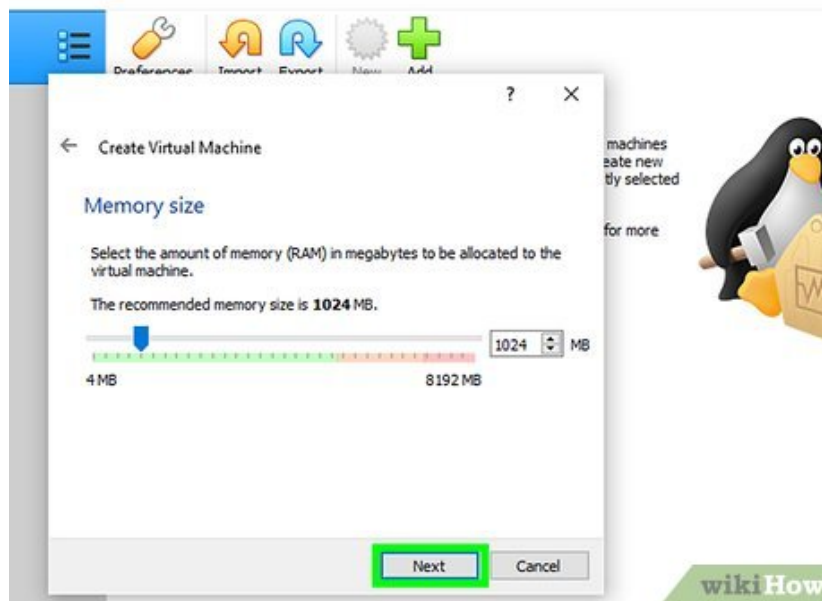 Preferences Import Export New Add
? ×
← Create Virtual Machine
Memory size
Select the amount of memory (RAM) in megabytes to be allocated to the
virtual machine.
The recommended memory size is 1024 MB.
1024 MB
4 MB 8192 MB
Next Cancel
machines
eate new
tly selected
for more
wikiHow